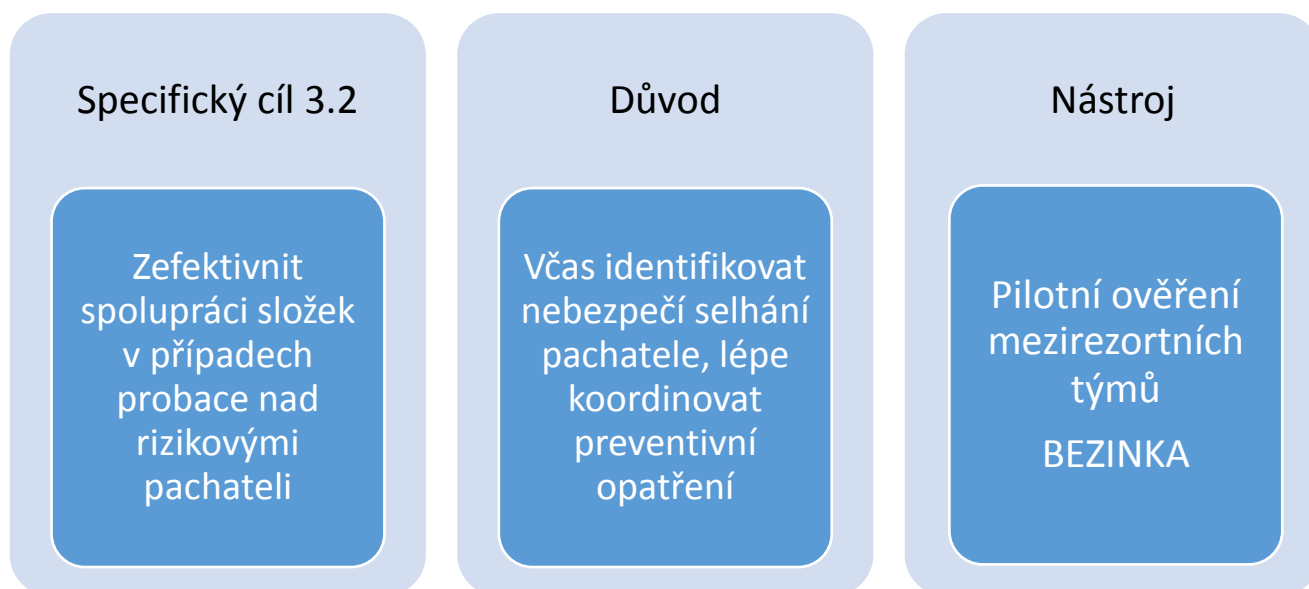 Specifický cíl 3.2
Zefektivnit
spolupráci složek
v případech
probace nad
rizikovými
pachateli
Důvod
Včas identifikovat
nebezpečí selhání
pachatele, lépe
koordinovat
preventivní
opatření
Nástroj
Pilotní ověření
mezirezortních
týmů
BEZINKA